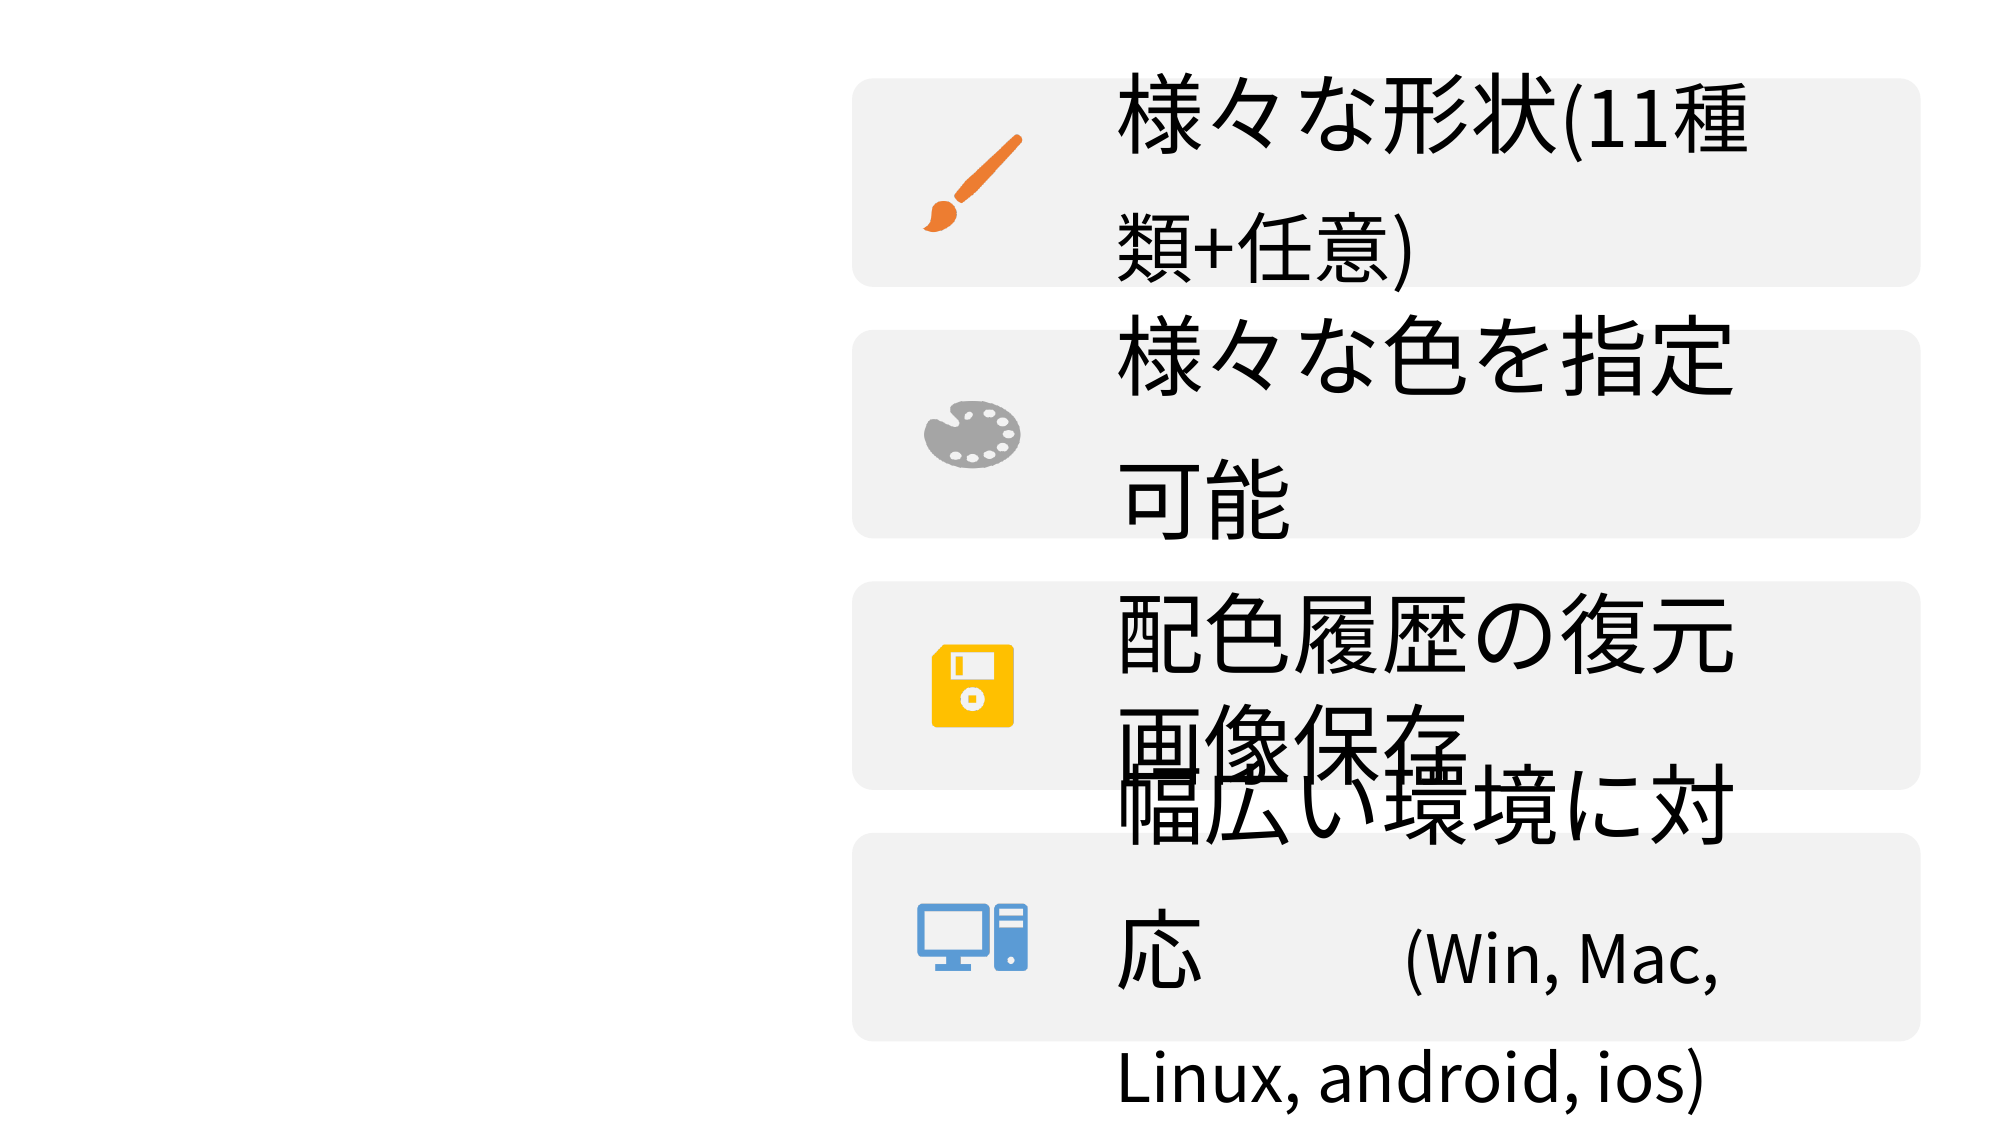 様々な形状(11種
類+任意)
様々な色を指定
可能
配色履歴の復元
画像保存
幅広い環境に対
応 (Win, Mac,
Linux, android, ios)